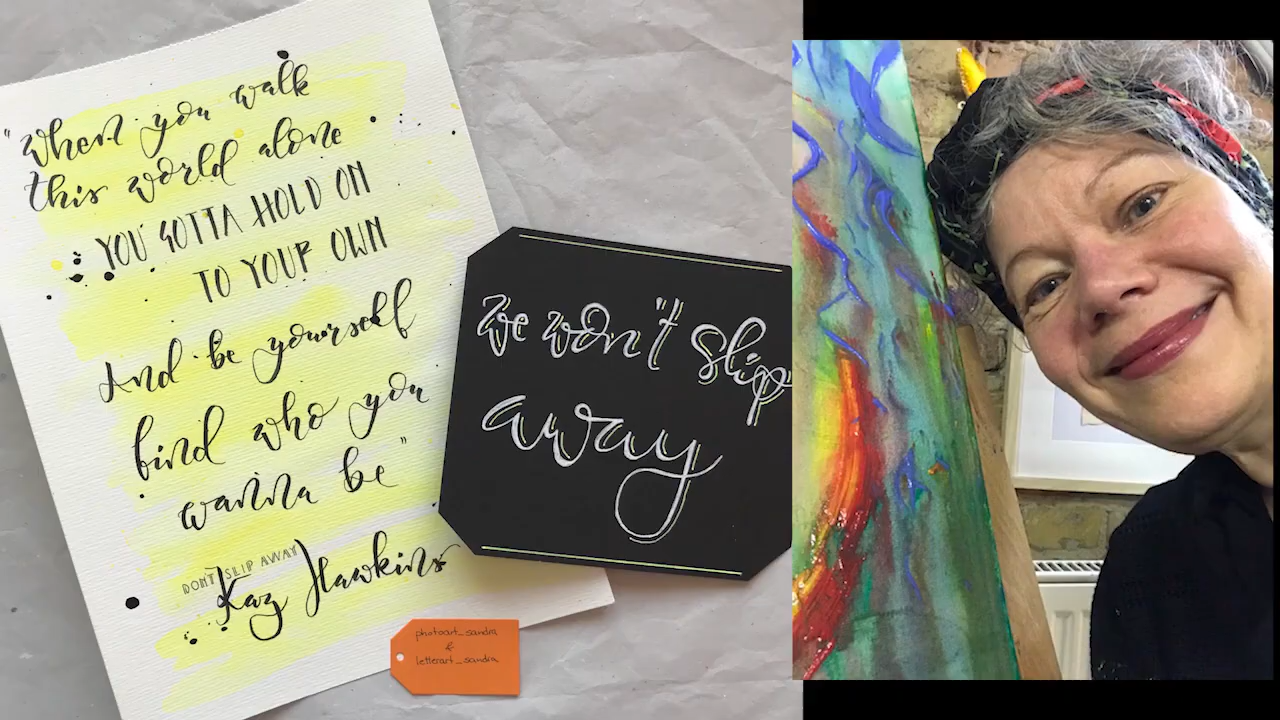 "when you walk
this world alone
YOU GOTTA HOLD ON
TO YOUR OWN
And be yourself
find who you
wanna be"
DON'T SLIP AWAY
Kaz Hawkins
we won't slip
away
photoart_sandra
&
letterart_sandra